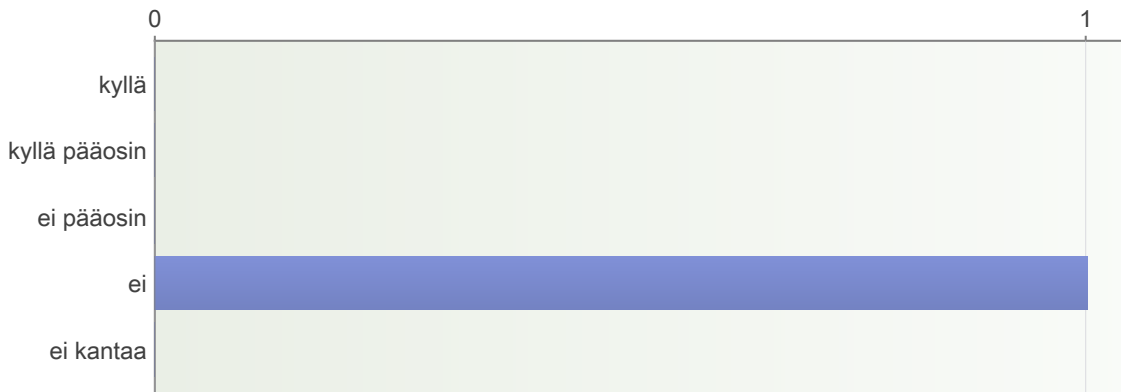 0 1
kyllä
kyllä pääosin
ei pääosin
ei
ei kantaa